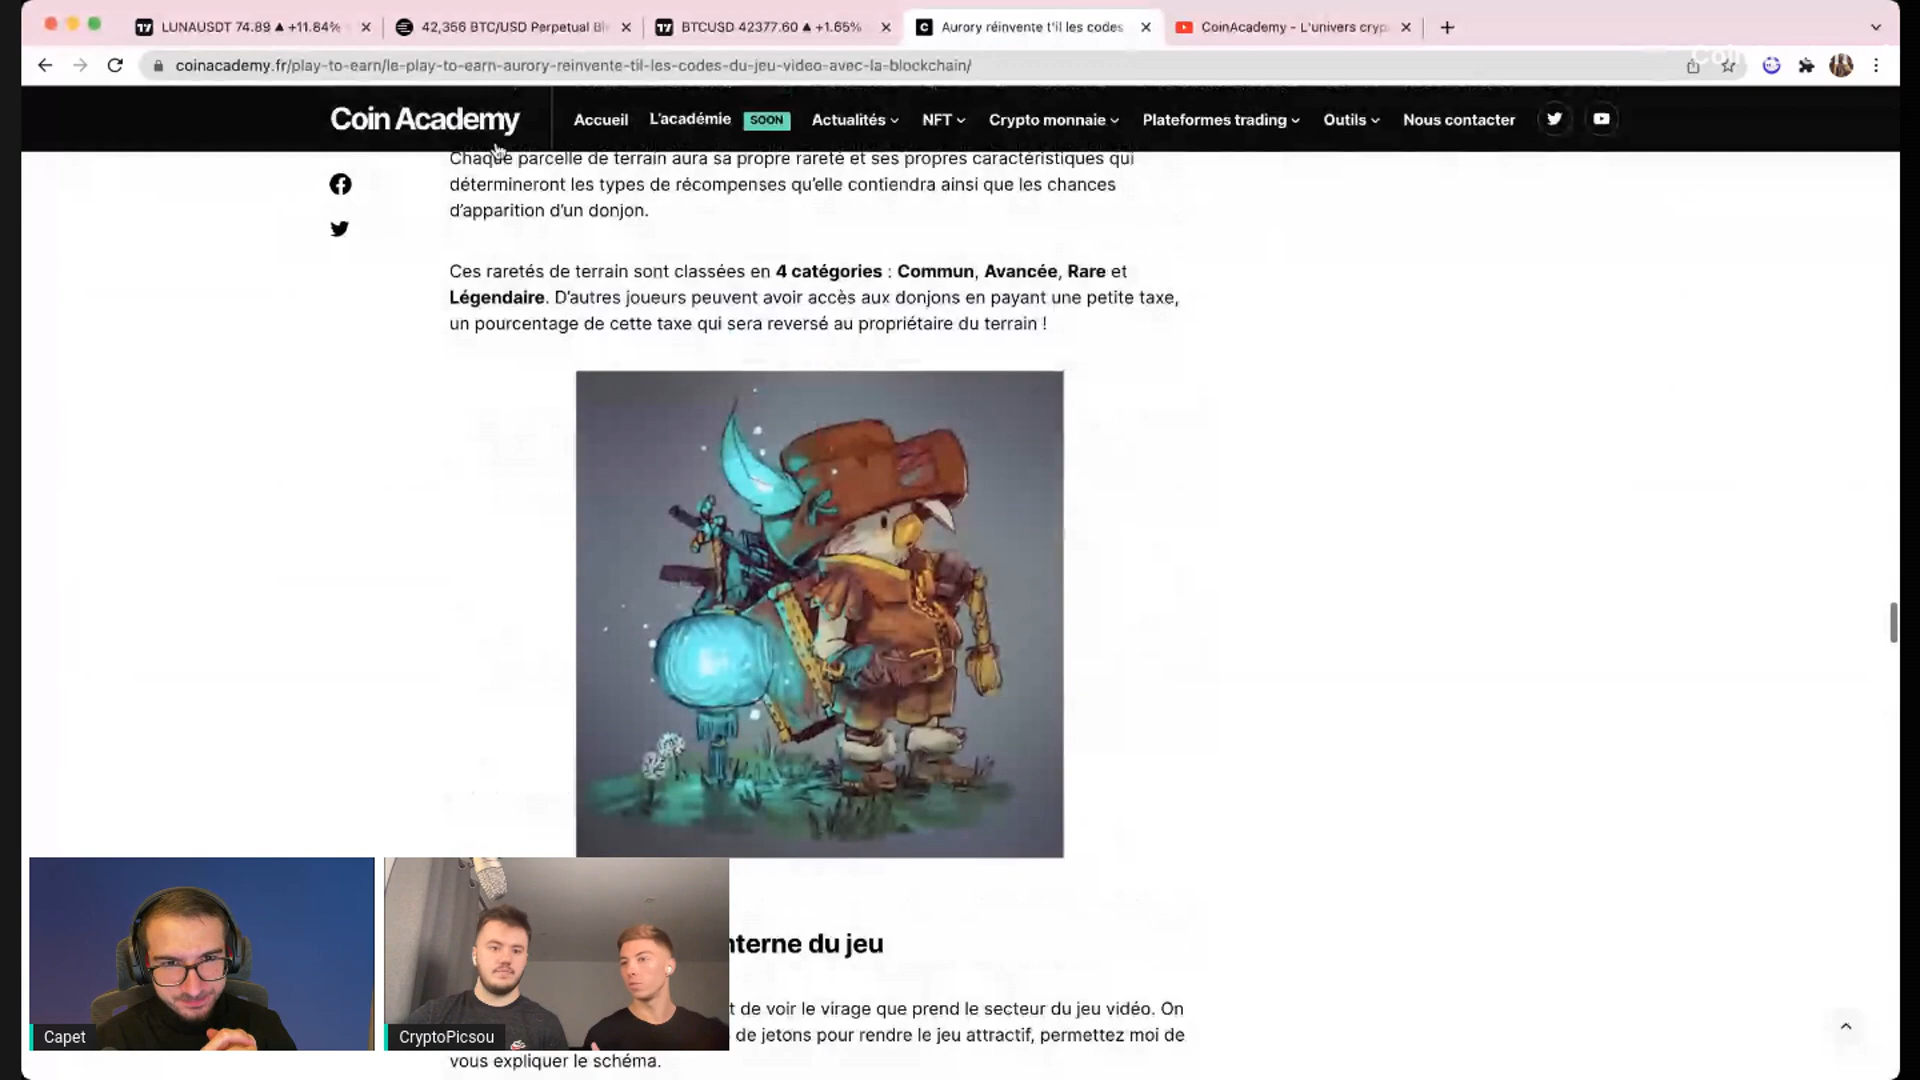 LUNAUSDT 74.89 ▲ +11.84%
42,356 BTC/USD Perpetual
BTCUSD 42377.60 ▲ +1.65%
Aurory réinvente t'il les codes
CoinAcademy - L'univers cryp
coinacademy.fr/play-to-earn/le-play-to-earn-aurory-reinvente-til-les-codes-du-jeu-video-avec-la-blockchain/
Coin Academy
Accueil
L'académie
SOON
Actualités
NFT
Crypto monnaie
Plateformes trading
Outils
Nous contacter
Chaque parcelle de terrain aura sa propre rareté et ses propres caractéristiques qui
détermineront les types de récompenses qu'elle contiendra ainsi que les chances
d'apparition d'un donjon.
Ces raretés de terrain sont classées en 4 catégories : Commun, Avancée, Rare et
Légendaire. D'autres joueurs peuvent avoir accès aux donjons en payant une petite taxe,
un pourcentage de cette taxe qui sera reversé au propriétaire du terrain !
nterne du jeu
t de voir le virage que prend le secteur du jeu vidéo. On
de jetons pour rendre le jeu attractif, permettez moi de
vous expliquer le schéma.
Capet
CryptoPicsou